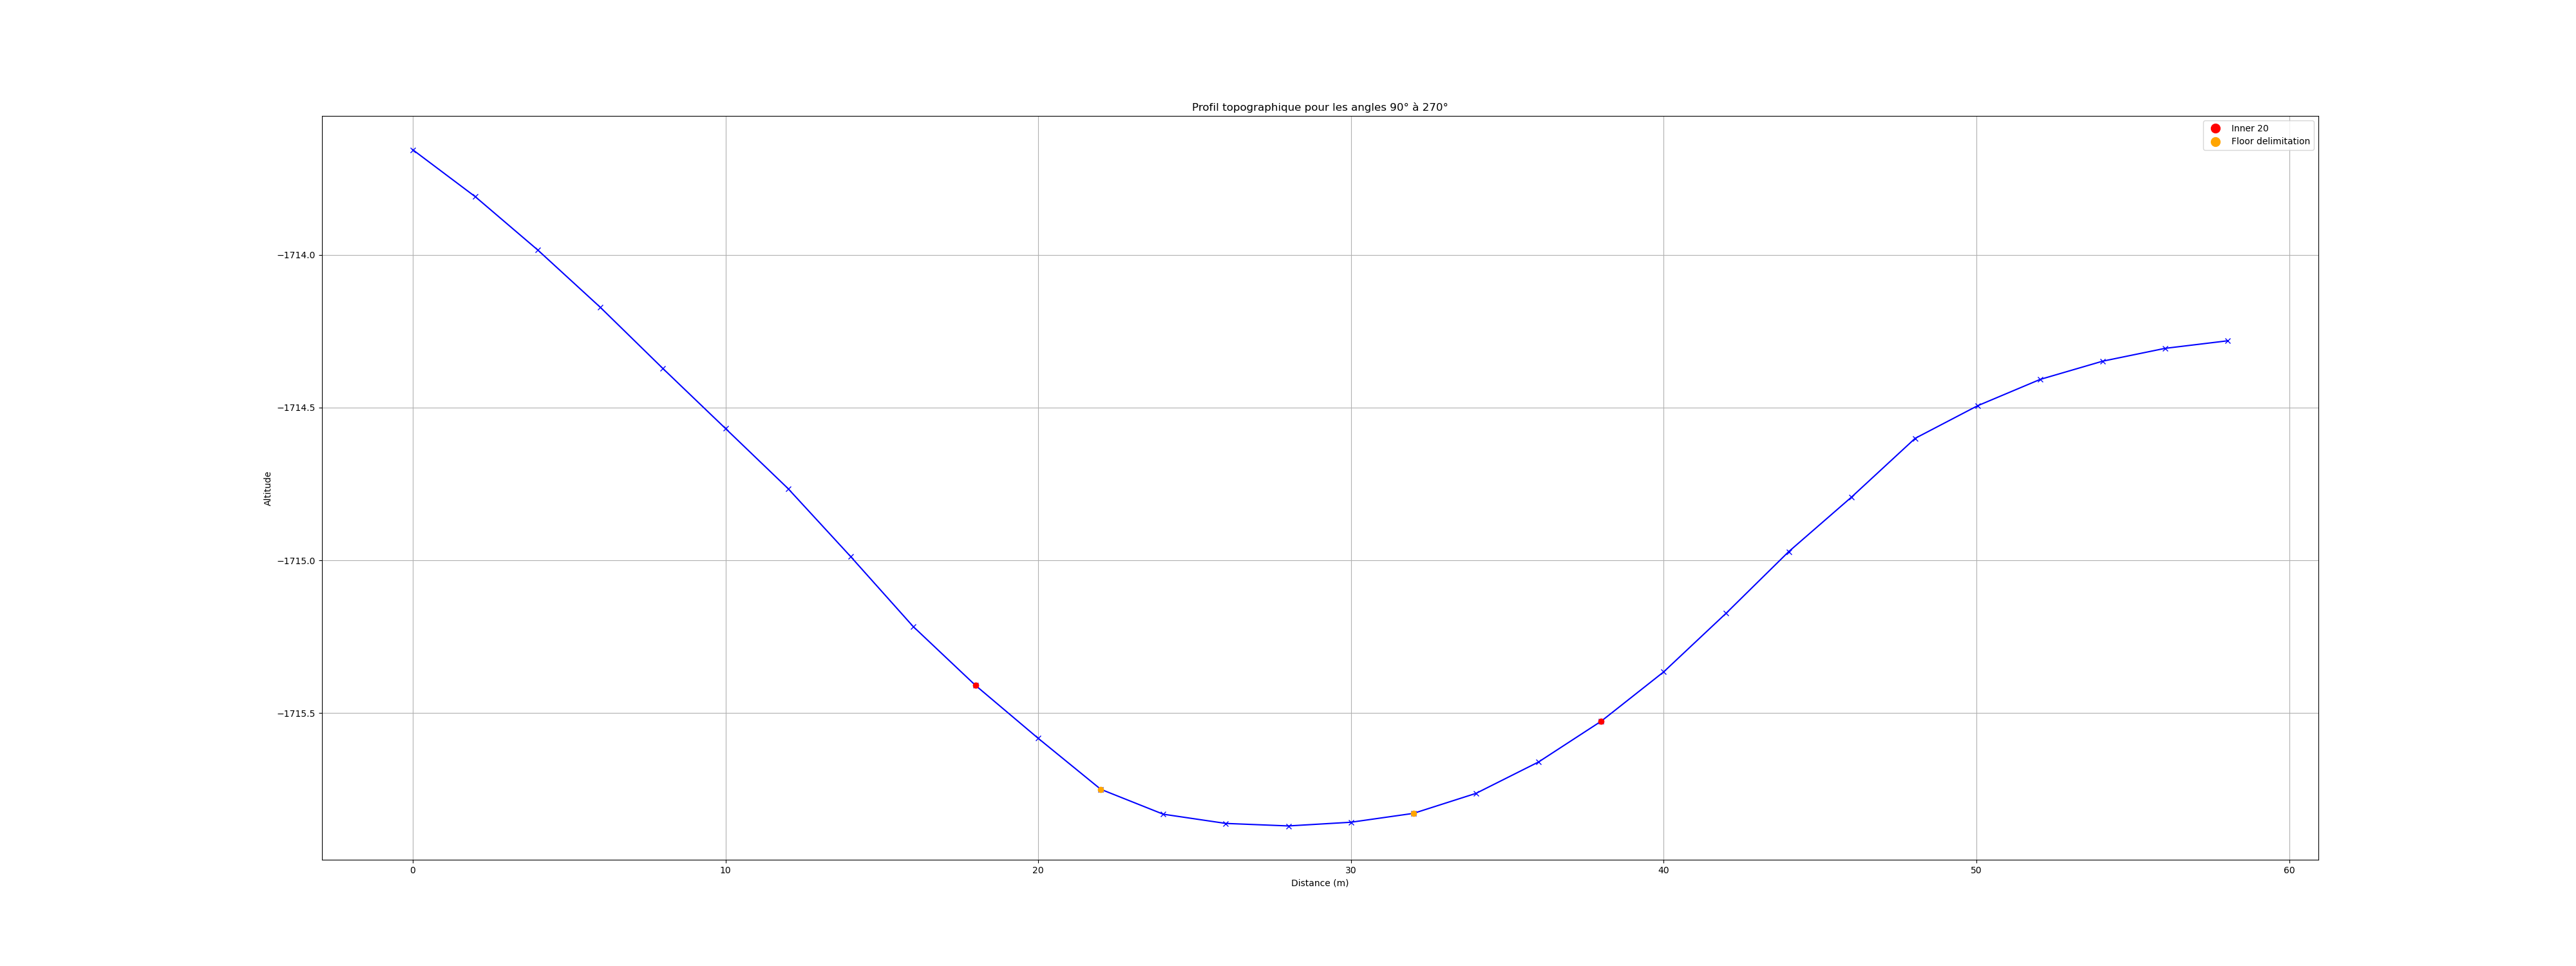 Profil topographique pour les angles 90° à 270°
Inner 20
Floor delimitation
Altitude
−1714.0
−1714.5
−1715.0
−1715.5
0
10
20
30
40
50
60
Distance (m)